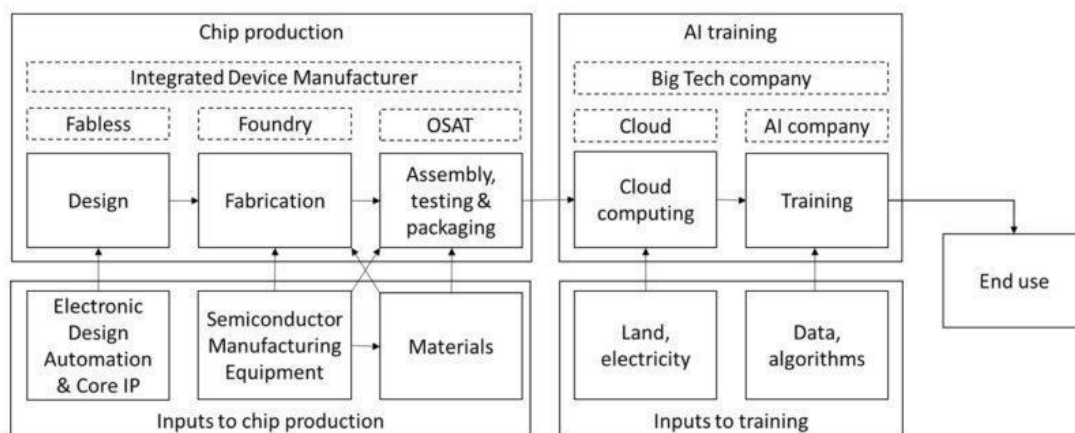 Chip production
Integrated Device Manufacturer
Fabless
Foundry
OSAT
Design
Fabrication
Assembly,
testing &
packaging
Electronic
Design
Automation
& Core IP
Semiconductor
Manufacturing
Equipment
Materials
Inputs to chip production
AI training
Big Tech company
Cloud
AI company
Cloud
computing
Training
Land,
electricity
Data,
algorithms
Inputs to training
End use